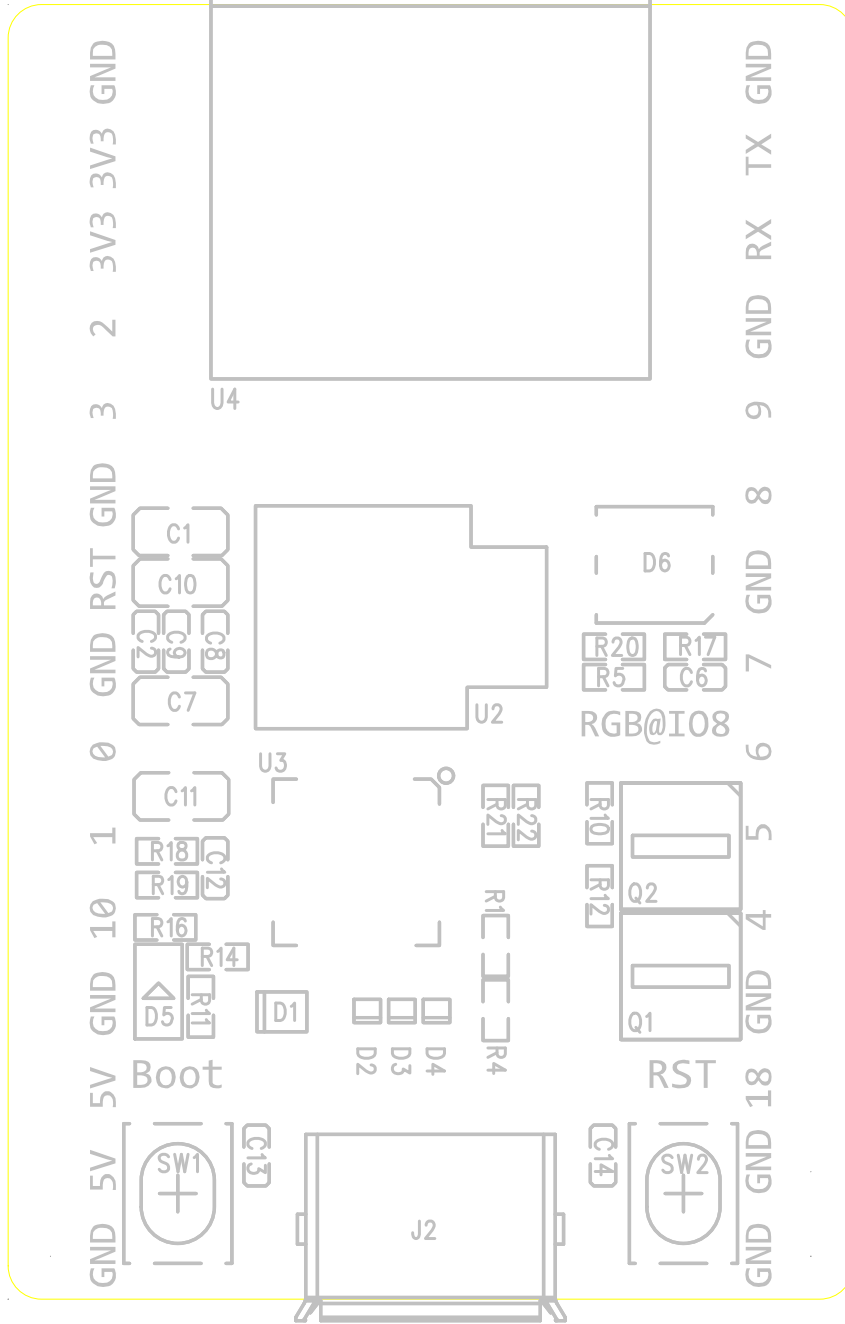 GND
3V3
3V3
2
3
GND
RST
GND
0
1
10
GND
5V
5V
GND
U4
C1
C10
C2
C9
C8
C7
C11
R18
R19
C12
R16
R14
D5
R11
Boot
SW1
C13
U2
U3
D1
D2
D3
D4
R21
R22
R1
R4
J2
D6
R20
R17
R5
C6
RGB@IO8
R10
R12
Q2
Q1
RST
C14
SW2
GND
TX
RX
GND
9
8
GND
7
6
5
4
GND
18
GND
GND